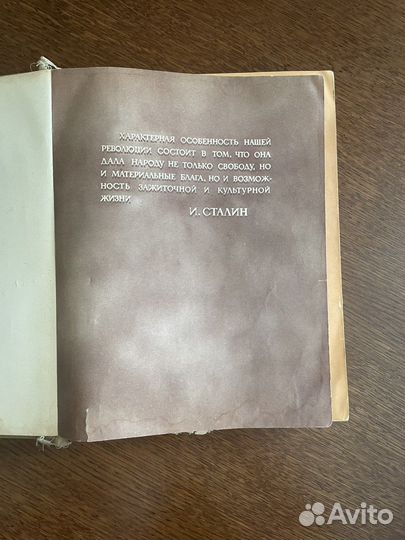 ХАРАКТЕРНАЯ ОСОБЕННОСТЬ НАШЕЙ
РЕВОЛЮЦИИ СОСТОИТ В ТОМ, ЧТО ОНА
ДАЛА НАРОДУ НЕ ТОЛЬКО СВОБОДУ, НО
И МАТЕРИАЛЬНЫЕ БЛАГА, НО И ВОЗМОЖ-
НОСТЬ ЗАЖИТОЧНОЙ И КУЛЬТУРНОЙ
ЖИЗНИ
И. СТАЛИН
Avito